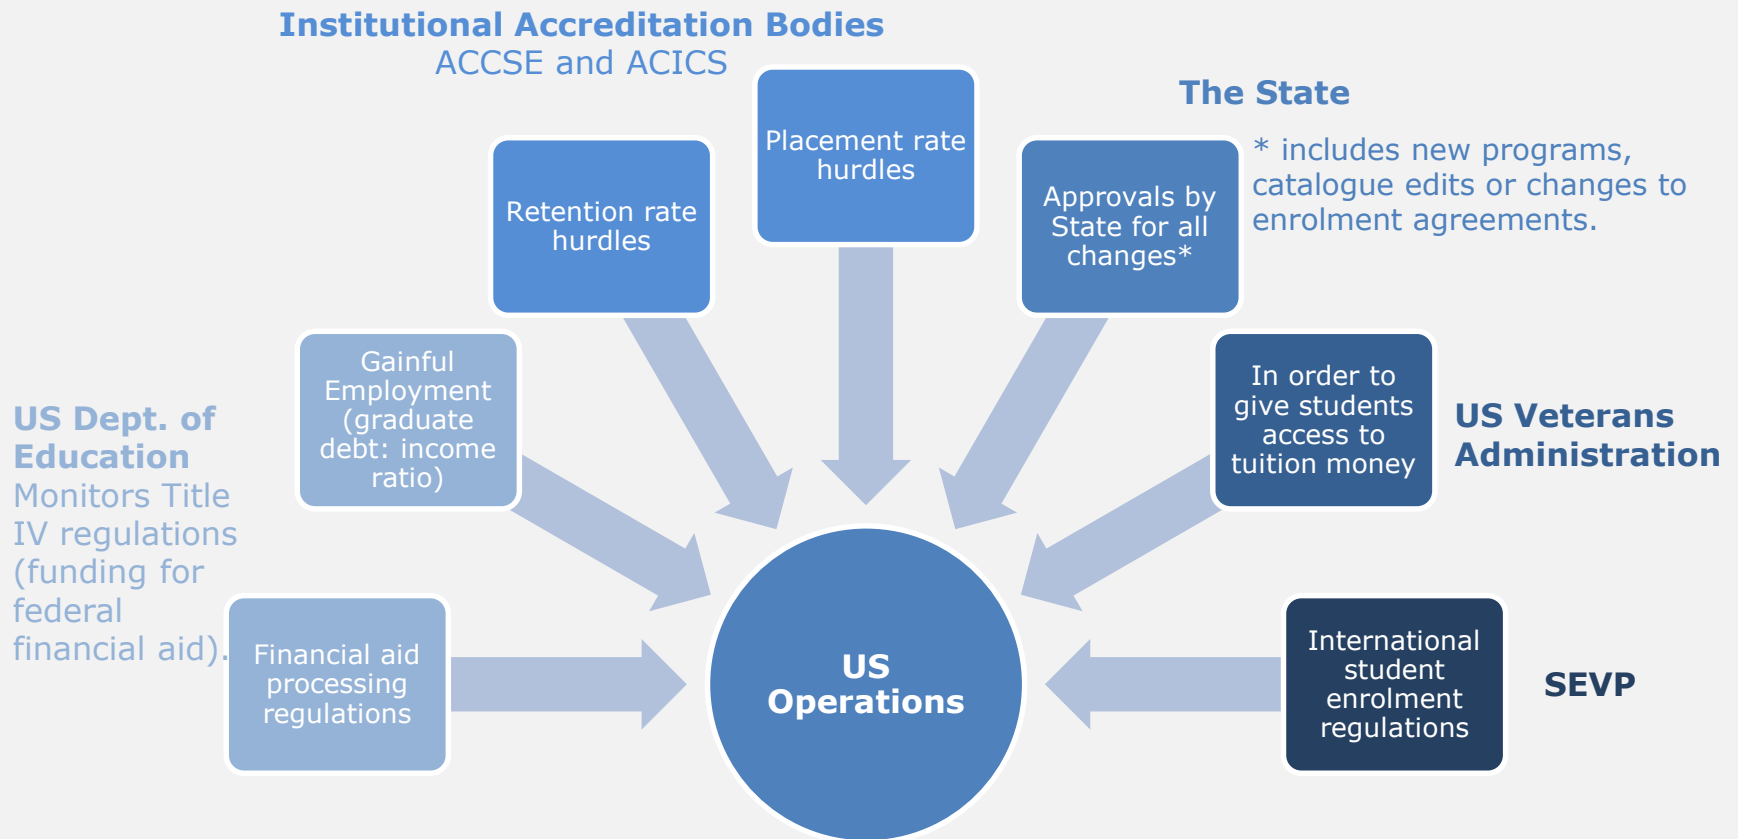 Institutional Accreditation Bodies
ACCSE and ACICS
The State
* includes new programs,
catalogue edits or changes to
enrolment agreements.
Placement rate
hurdles
Retention rate
hurdles
Approvals by
State for all
changes*
Gainful
Employment
(graduate
debt: income
ratio)
In order to
give students
access to
tuition money
US Veterans
Administration
US Dept. of
Education
Monitors Title
IV regulations
(funding for
federal
financial aid).
Financial aid
processing
regulations
US
Operations
International
student
enrolment
regulations
SEVP